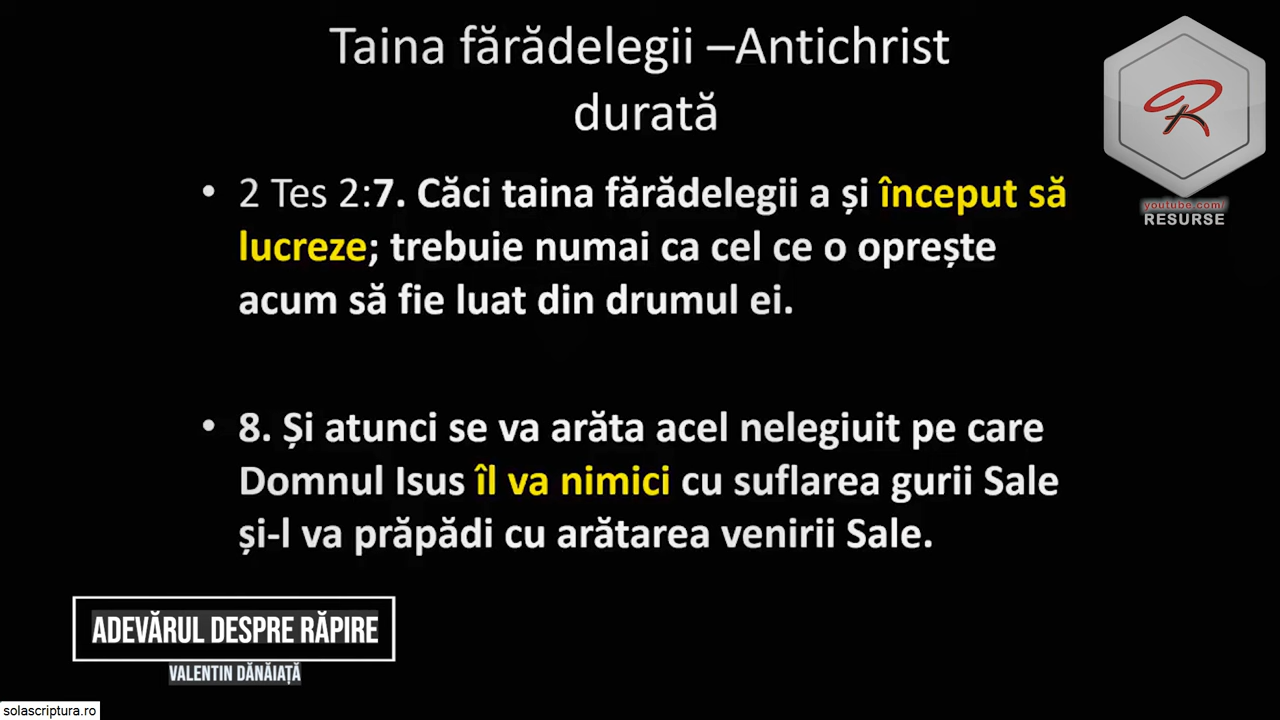 Taina fărădelegii –Antichrist
durată
• 2 Tes 2:7. Căci taina fărădelegii a și început să
lucreze; trebuie numai ca cel ce o oprește
acum să fie luat din drumul ei.
• 8. Și atunci se va arăta acel nelegiuit pe care
Domnul Isus îl va nimici cu suflarea gurii Sale
și-l va prăpădi cu arătarea venirii Sale.
R
youtube.com/
RESURSE
ADEVĂRUL DESPRE RĂPIRE
VALENTIN DĂNĂIAȚĂ
solascriptura.ro